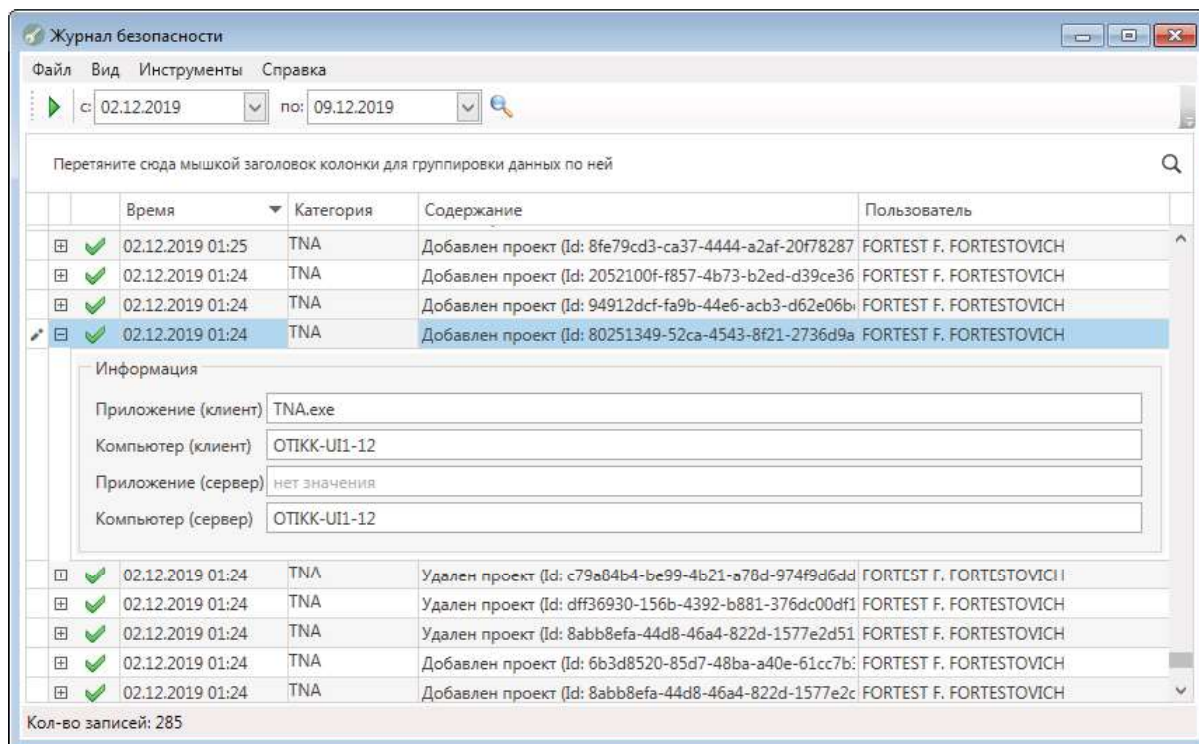 Журнал безопасности
Файл Вид Инструменты Справка
с: 02.12.2019 по: 09.12.2019
Перетяните сюда мышкой заголовок колонки для группировки данных по ней
Время Категория Содержание Пользователь
02.12.2019 01:25 TNA Добавлен проект (Id: 8fe79cd3-ca37-4444-a2af-20f78287 FORTEST F. FORTESTOVICH
02.12.2019 01:24 TNA Добавлен проект (Id: 2052100f-f857-4b73-b2ed-d39ce36 FORTEST F. FORTESTOVICH
02.12.2019 01:24 TNA Добавлен проект (Id: 94912dcf-fa9b-44e6-acb3-d62e06b FORTEST F. FORTESTOVICH
02.12.2019 01:24 TNA Добавлен проект (Id: 80251349-52ca-4543-8f21-2736d9a FORTEST F. FORTESTOVICH
Информация
Приложение (клиент) TNA.exe
Компьютер (клиент) OTIKK-UI1-12
Приложение (сервер) нет значения
Компьютер (сервер) OTIKK-UI1-12
02.12.2019 01:24 TNA Удален проект (Id: c79a84b4-be99-4b21-a78d-974f9d6dd FORTEST F. FORTESTOVICH
02.12.2019 01:24 TNA Удален проект (Id: dff36930-156b-4392-b881-376dc00df1 FORTEST F. FORTESTOVICH
02.12.2019 01:24 TNA Удален проект (Id: 8abb8efa-44d8-46a4-822d-1577e2d51 FORTEST F. FORTESTOVICH
02.12.2019 01:24 TNA Добавлен проект (Id: 6b3d8520-85d7-48ba-a40e-61cc7b FORTEST F. FORTESTOVICH
02.12.2019 01:24 TNA Добавлен проект (Id: 8abb8efa-44d8-46a4-822d-1577e2c FORTEST F. FORTESTOVICH
Кол-во записей: 285